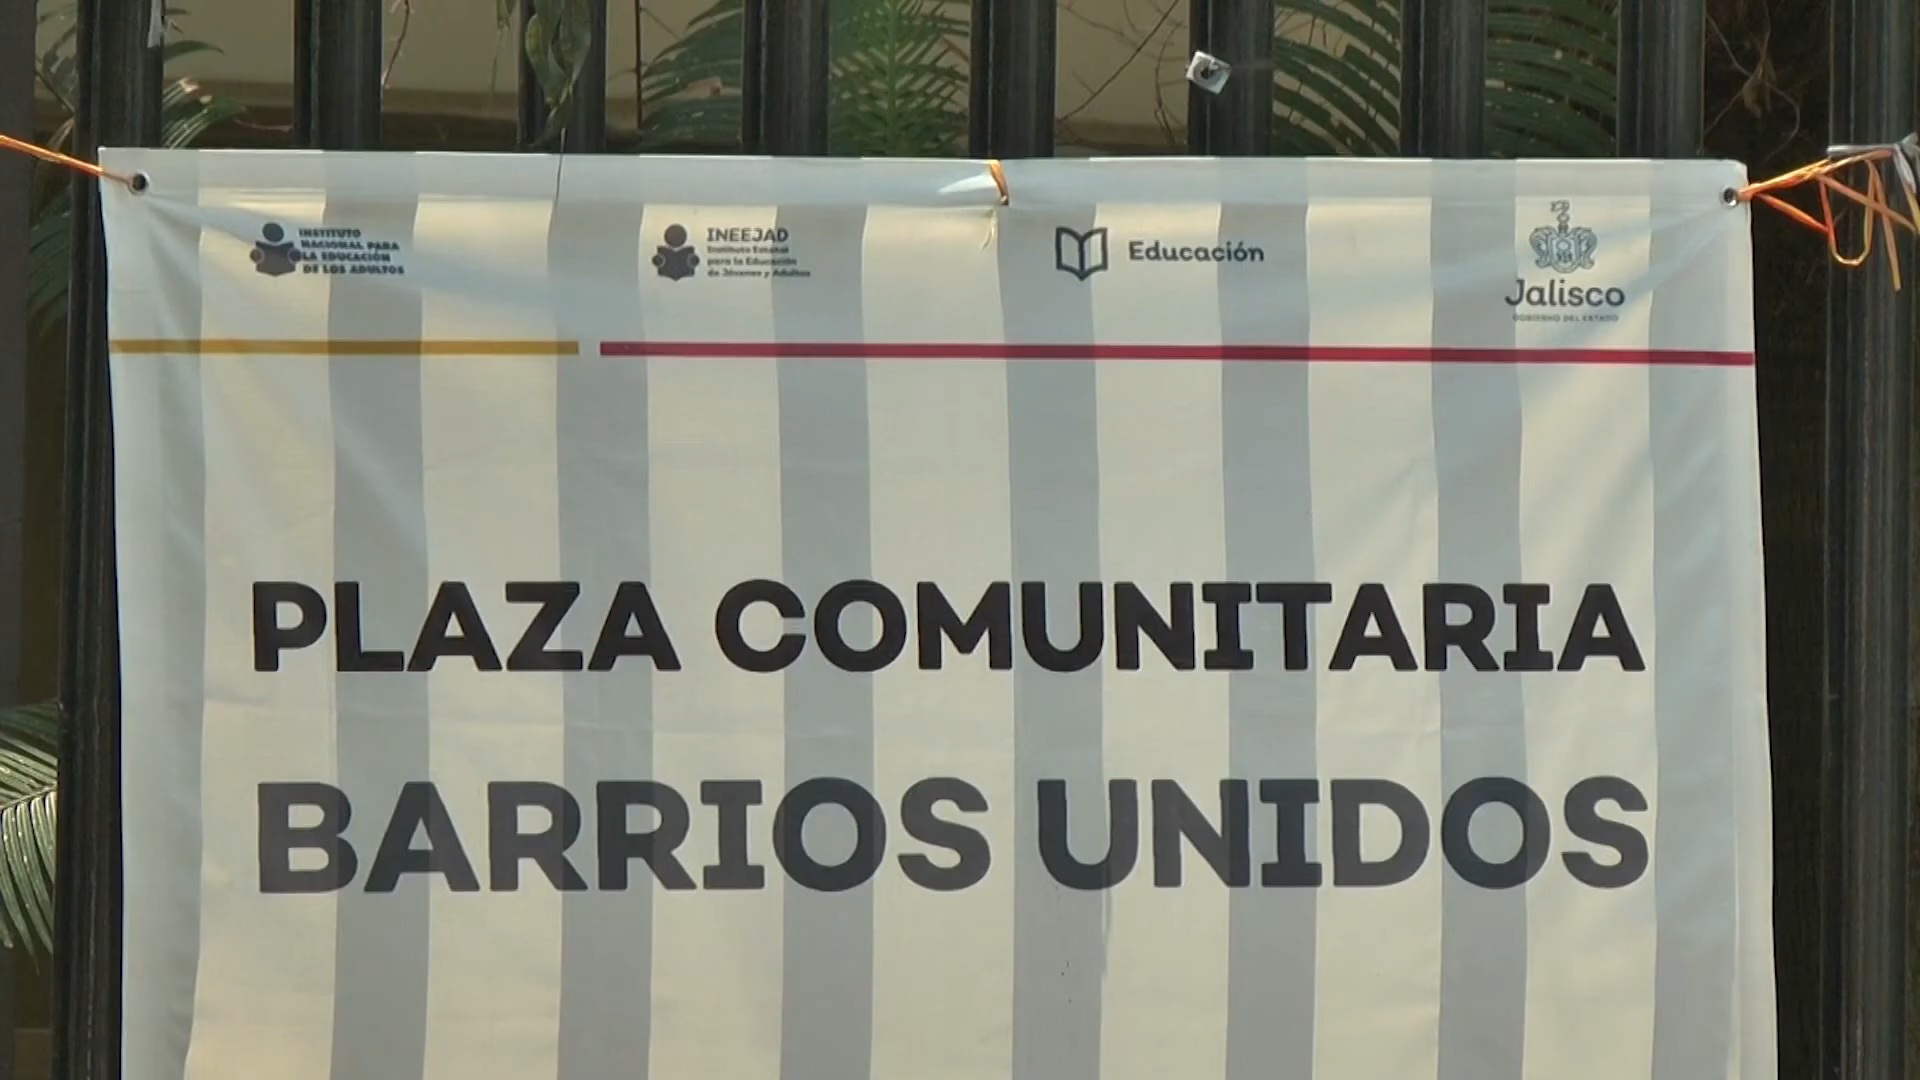 INSTITUTO
NACIONAL PARA
LA EDUCACIÓN
DE LOS ADULTOS
INEEJAD
Instituto Estatal
para la Educación
de Jóvenes y Adultos
Educación
Jalisco
GOBIERNO DEL ESTADO
PLAZA COMUNITARIA
BARRIOS UNIDOS